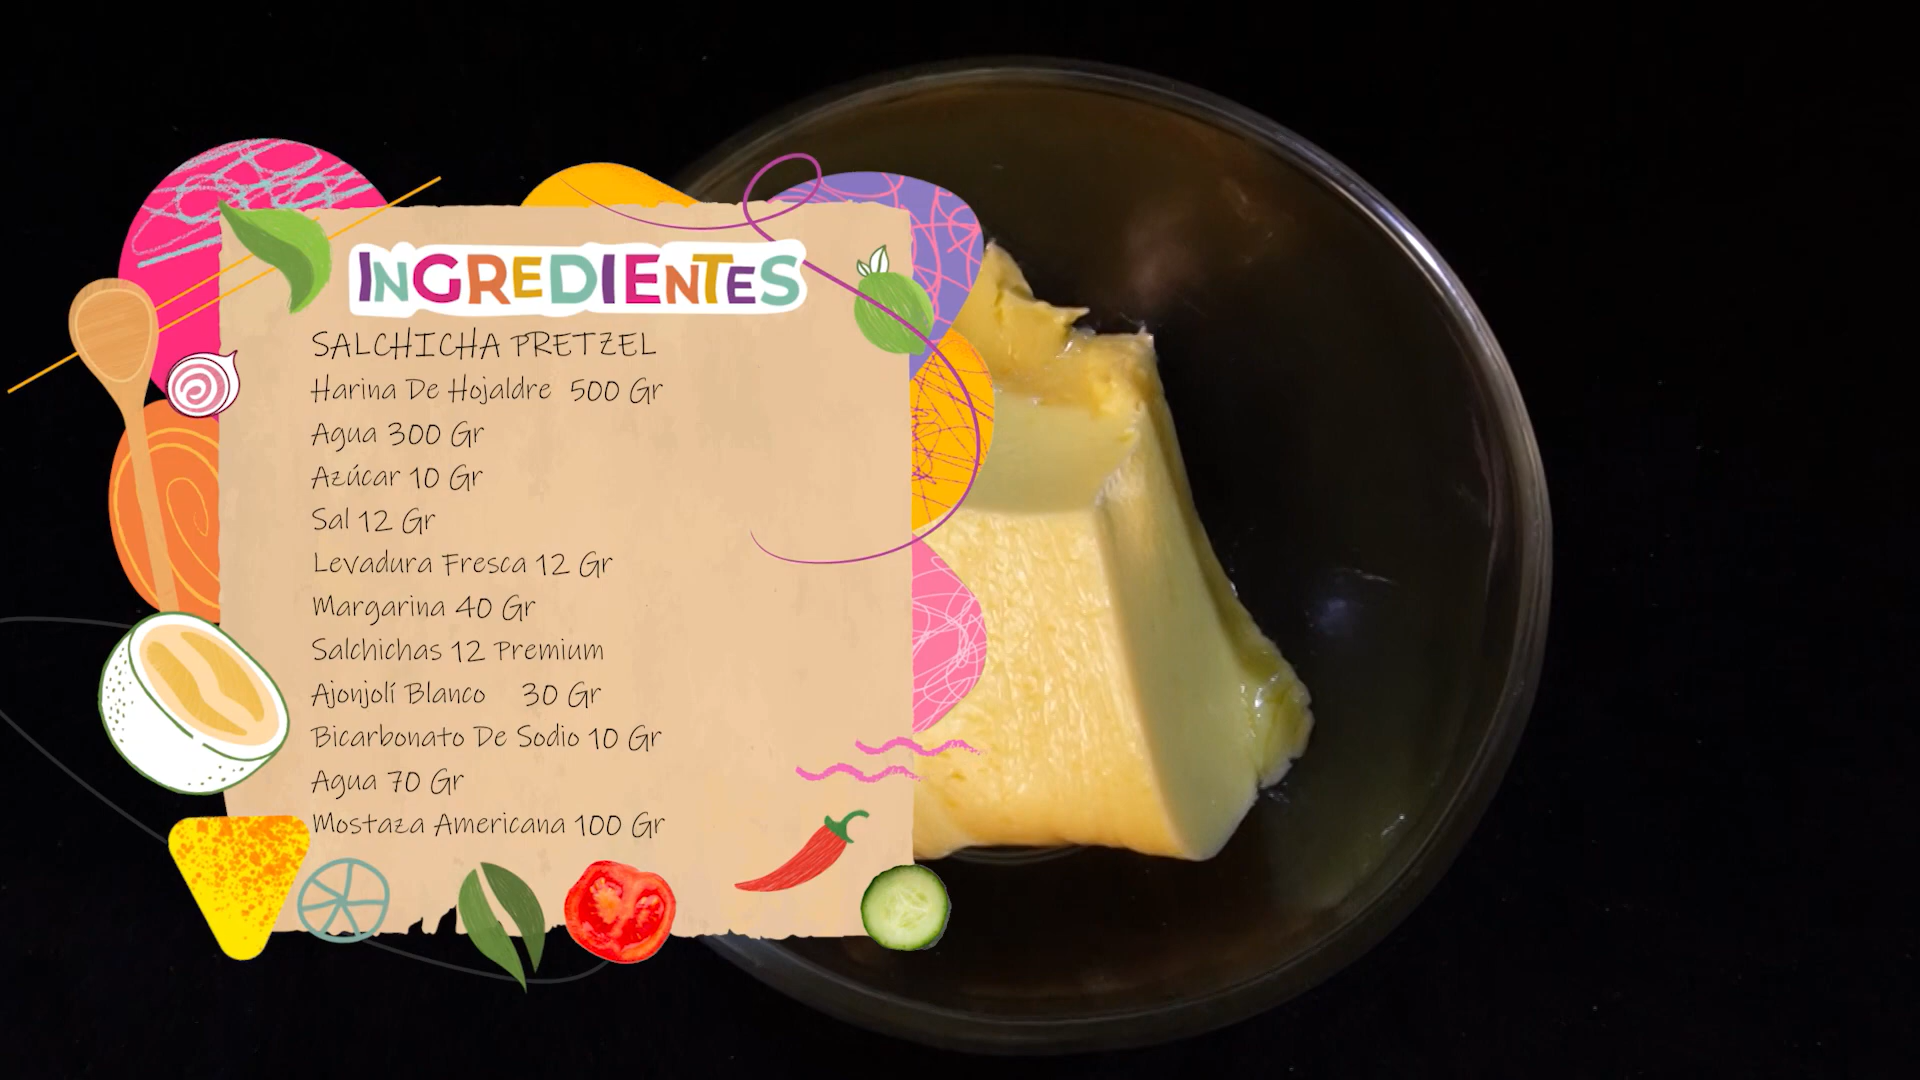 INGREDIENTES
SALCHICHA PRETZEL
Harina De Hojaldre 500 Gr
Agua 300 Gr
Azúcar 10 Gr
Sal 12 Gr
Levadura Fresca 12 Gr
Margarina 40 Gr
Salchichas 12 Premium
Ajonjolí Blanco 30 Gr
Bicarbonato De Sodio 10 Gr
Agua 70 Gr
Mostaza Americana 100 Gr